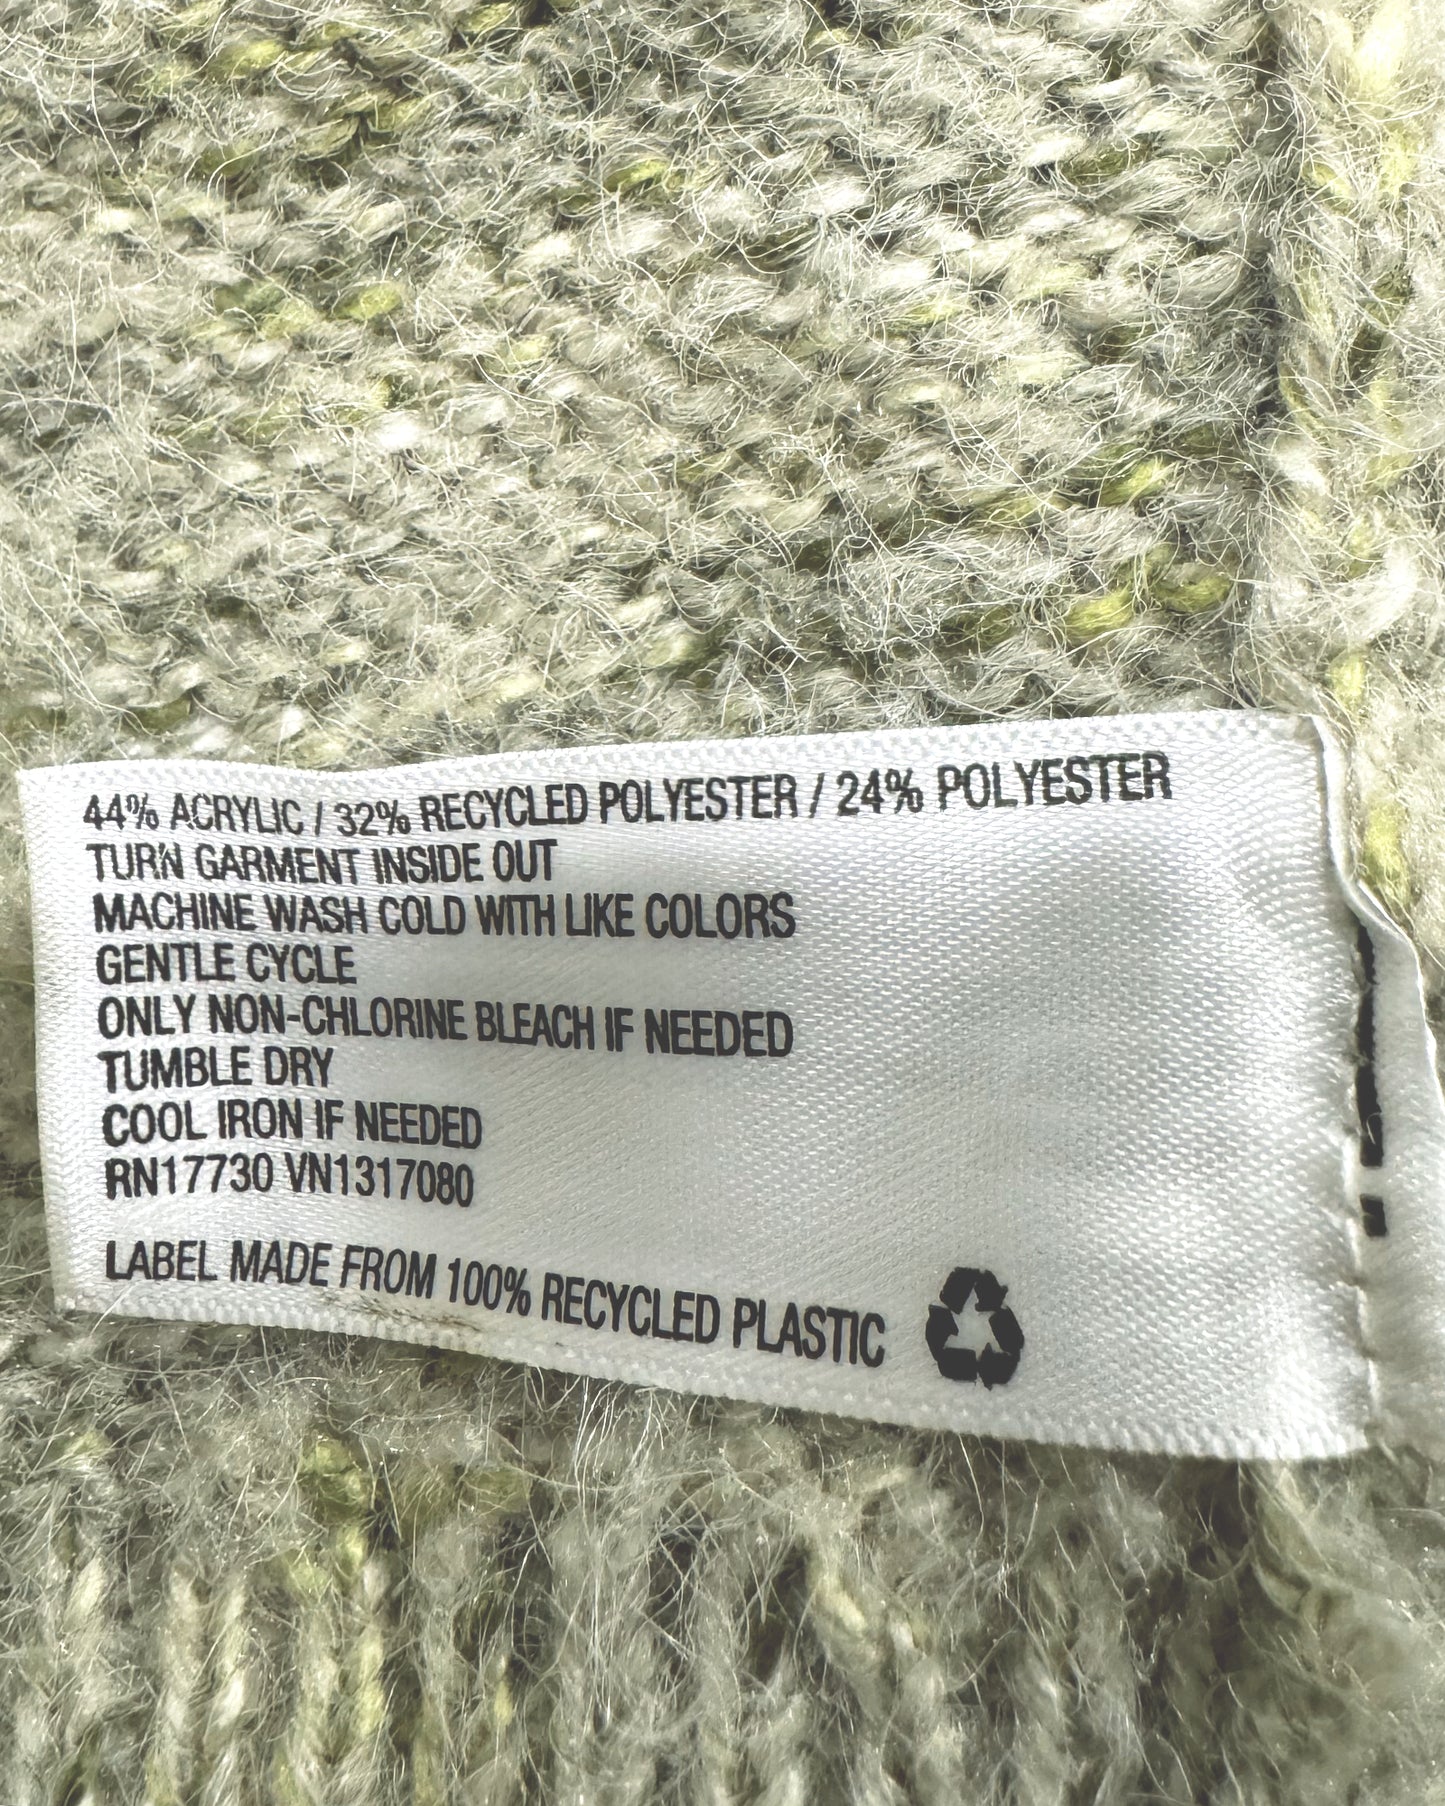 44% ACRYLIC / 32% RECYCLED POLYESTER / 24% POLYESTER
TURN GARMENT INSIDE OUT
MACHINE WASH COLD WITH LIKE COLORS
GENTLE CYCLE
ONLY NON-CHLORINE BLEACH IF NEEDED
TUMBLE DRY
COOL IRON IF NEEDED
RN17730 VN1317080
LABEL MADE FROM 100% RECYCLED PLASTIC